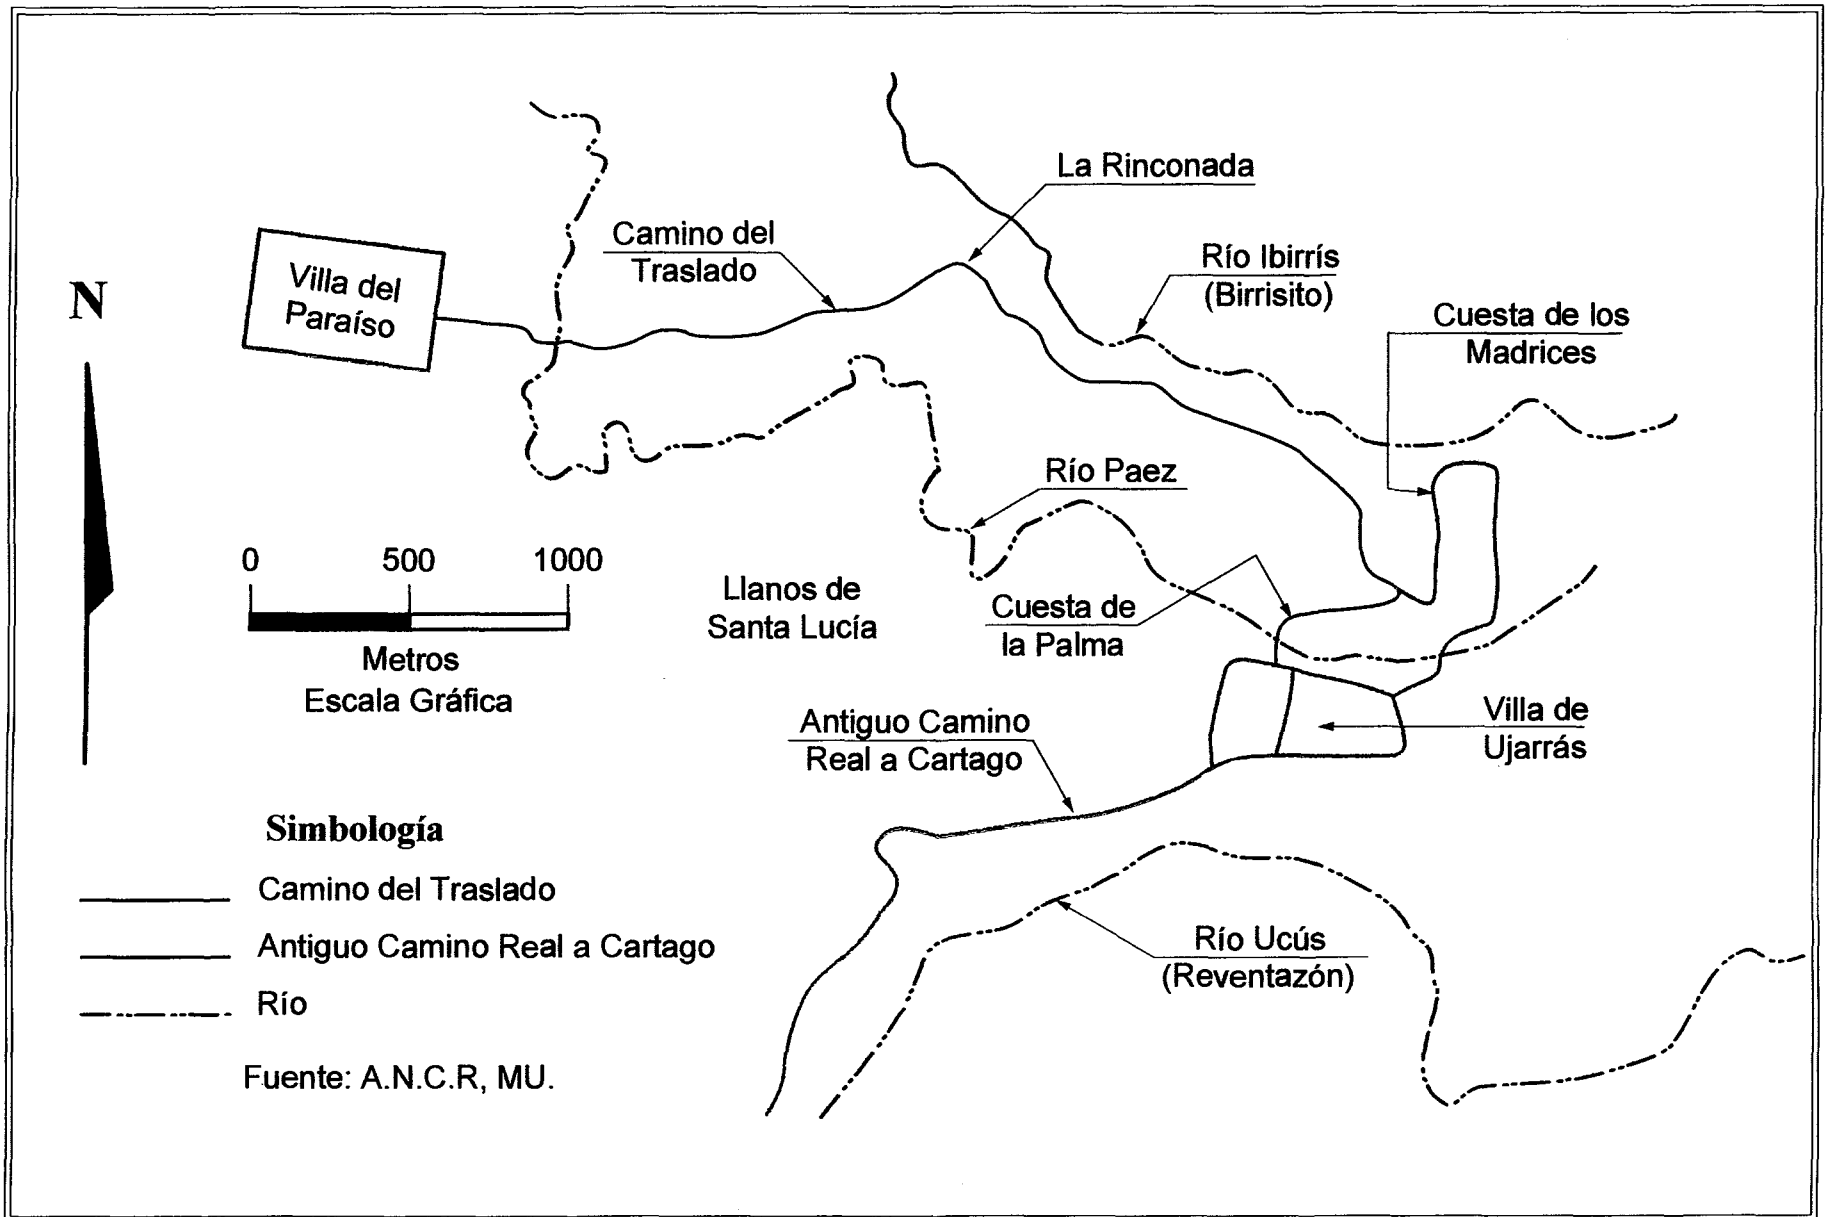 La Rinconada
Camino del
Traslado
Villa del
Paraíso
Río Ibirrís
(Birrisito)
N
Cuesta de los
Madrices
Río Paez
0 500 1000
Metros
Escala Gráfica
Llanos de
Santa Lucía
Cuesta de
la Palma
Antiguo Camino
Real a Cartago
Villa de
Ujarrás
Simbología
Camino del Traslado
Antiguo Camino Real a Cartago
Río
Río Ucús
(Reventazón)
Fuente: A.N.C.R, MU.